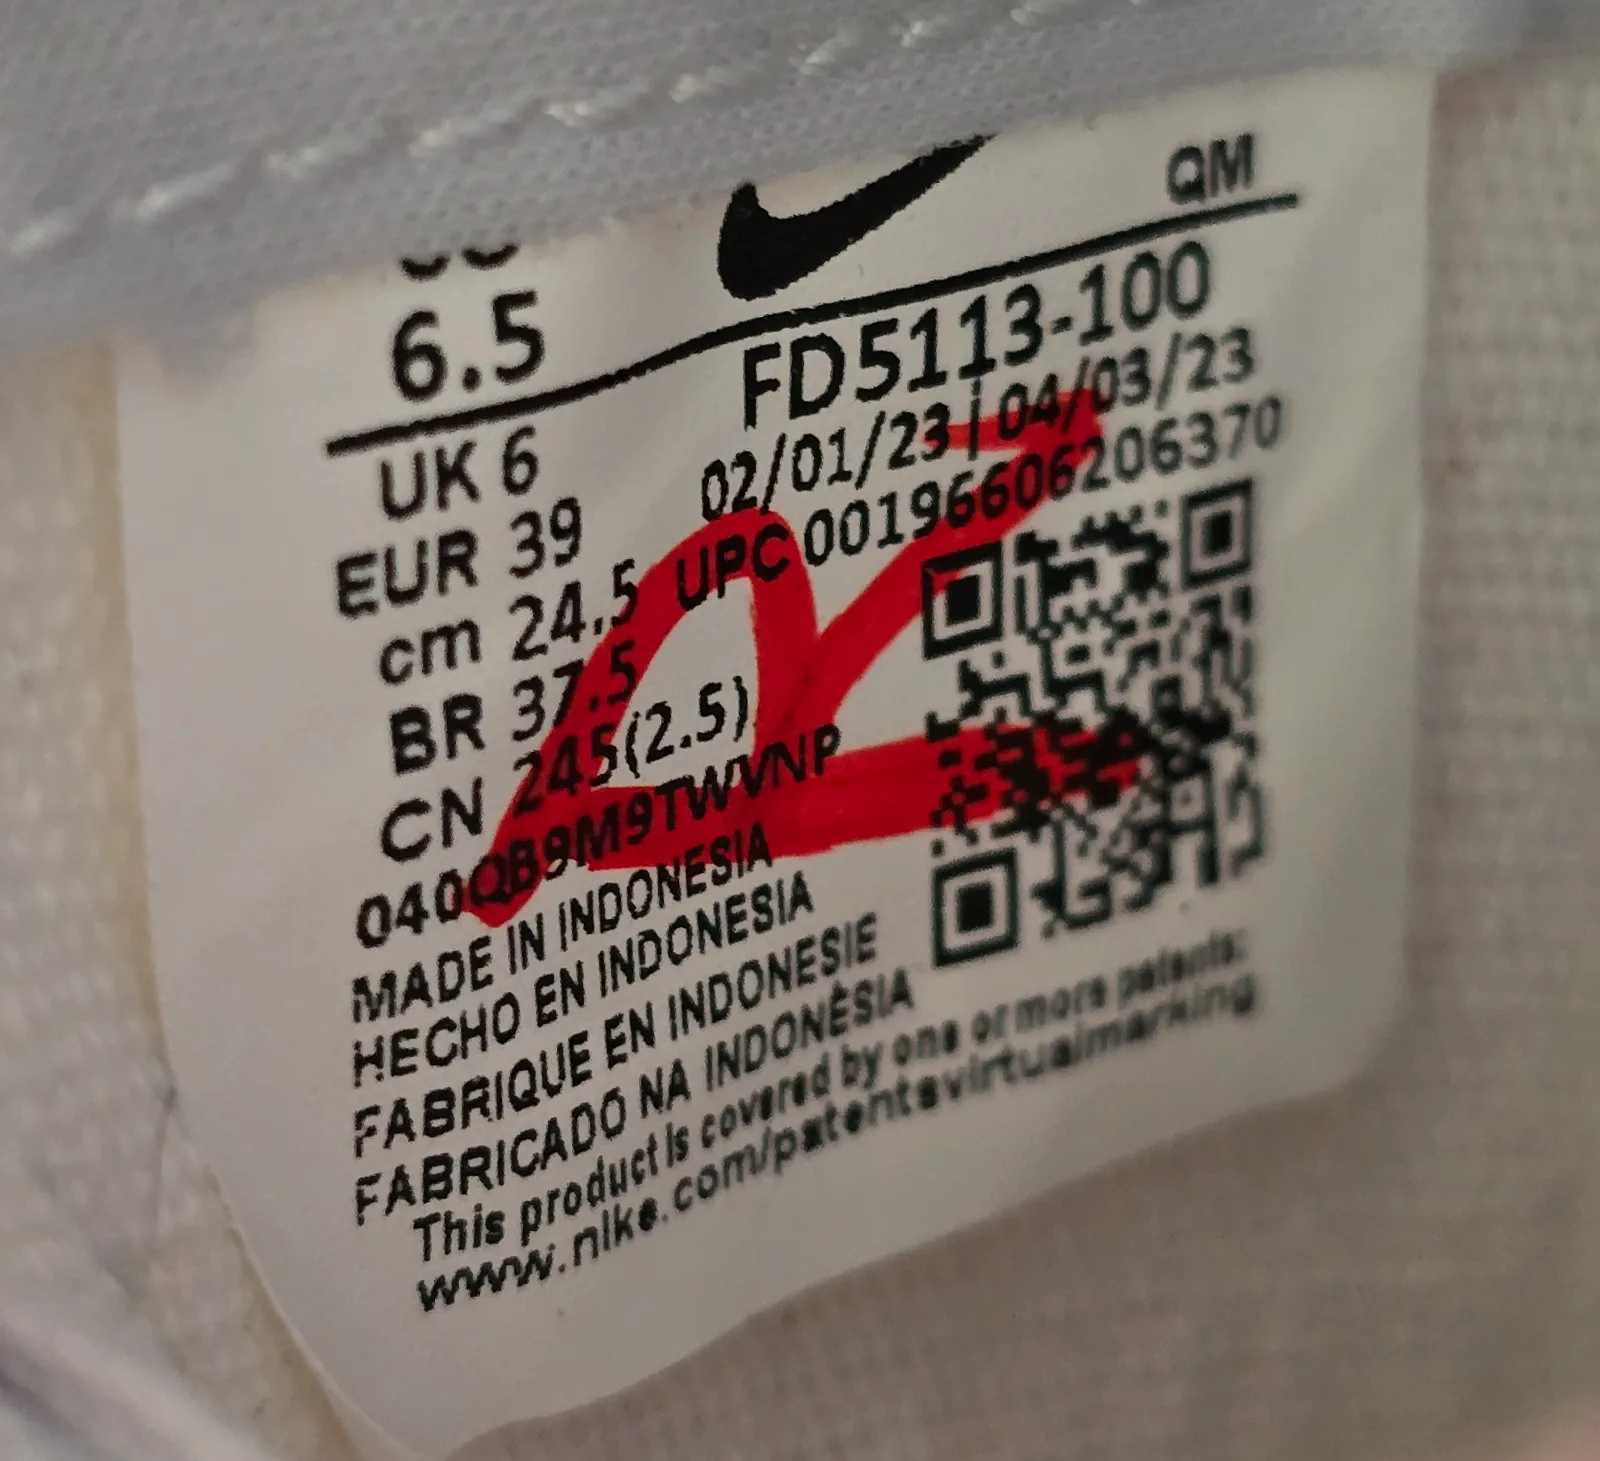 QM
6.5
FD5113-100
02/01/23 | 04/03/23
UPC 00196606206370
UK 6
EUR 39
cm 24.5
BR 37.5
CN 245(2.5)
040QB9M9TWVNP
MADE IN INDONESIA
HECHO EN INDONESIA
FABRIQUE EN INDONESIE
FABRICADO NA INDONÉSIA
This product is covered by one or more patents:
www.nike.com/patentsvirtualmarking